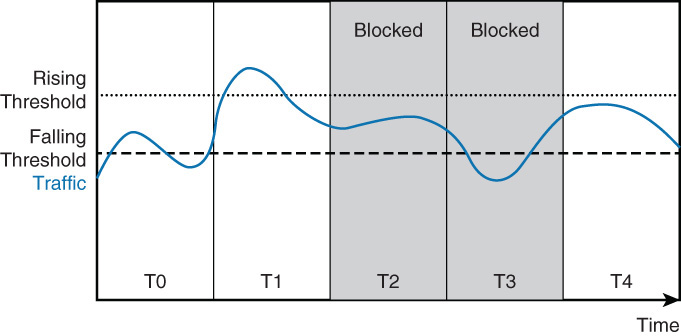 Blocked
Blocked
Rising
Threshold
Falling
Threshold
Traffic
T0
T1
T2
T3
T4
Time